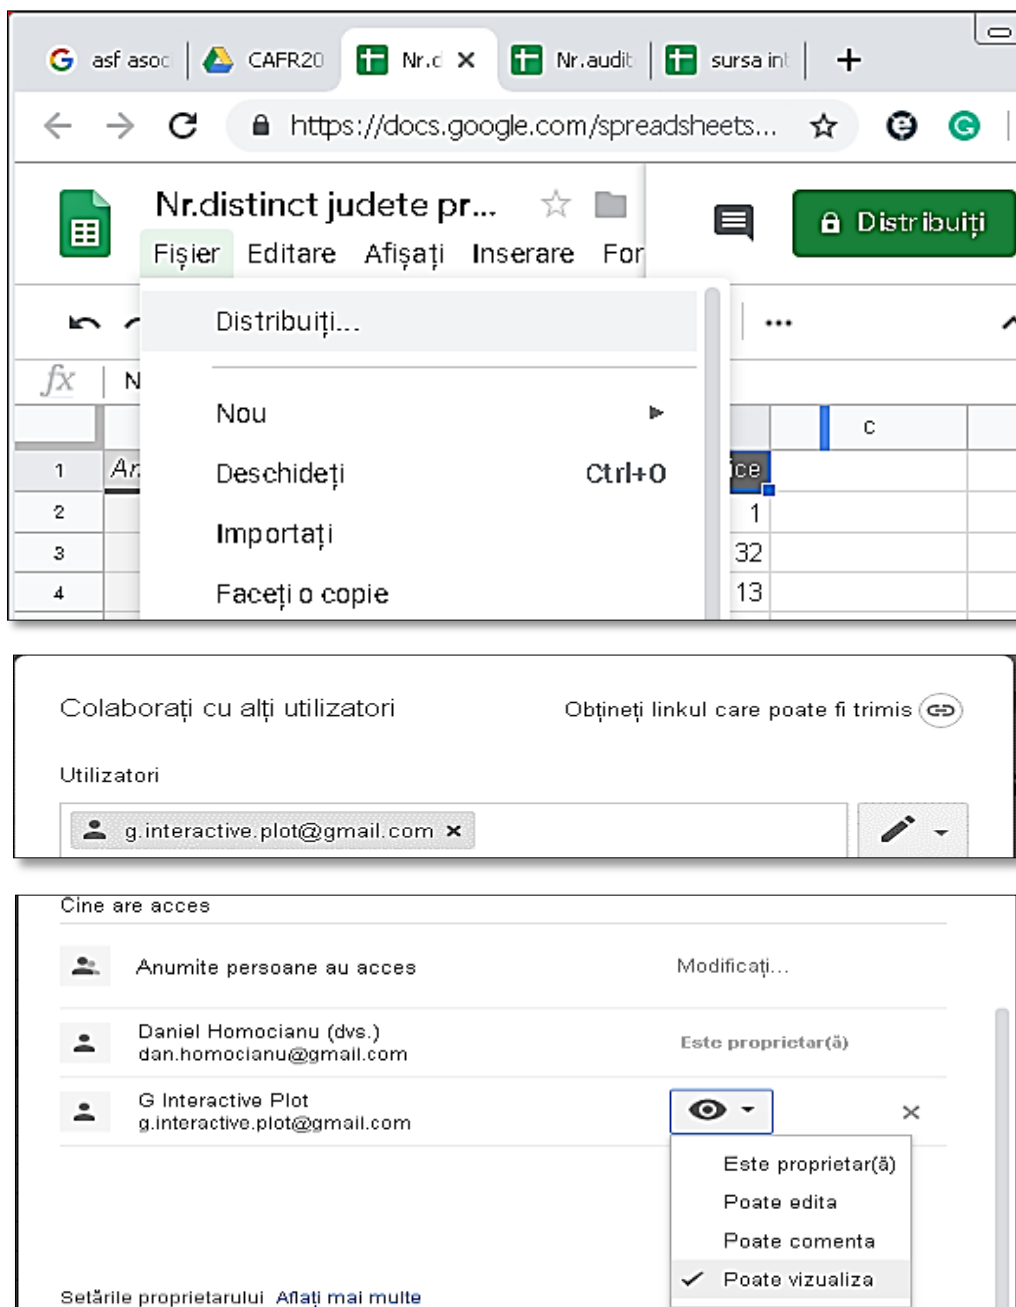 asf asoc CAFR20 Nr.d Nr.audit sursa int
https://docs.google.com/spreadsheets...
Nr.distinct judete pr...
Distribuiți
Fișier Editare Afișați Inserare For
Distribuiți...
fx N
Nou
C
1 An ice
Deschideți Ctrl+O
2 1
Importați
3 32
4 13
Faceți o copie
Colaborați cu alți utilizatori Obțineți linkul care poate fi trimis
Utilizatori
g.interactive.plot@gmail.com
Cine are acces
Anumite persoane au acces Modificați...
Daniel Homocianu (dvs.)
dan.homocianu@gmail.com
Este proprietar(ă)
G Interactive Plot
g.interactive.plot@gmail.com
Este proprietar(ă)
Poate edita
Poate comenta
Poate vizualiza
Setările proprietarului Aflați mai multe